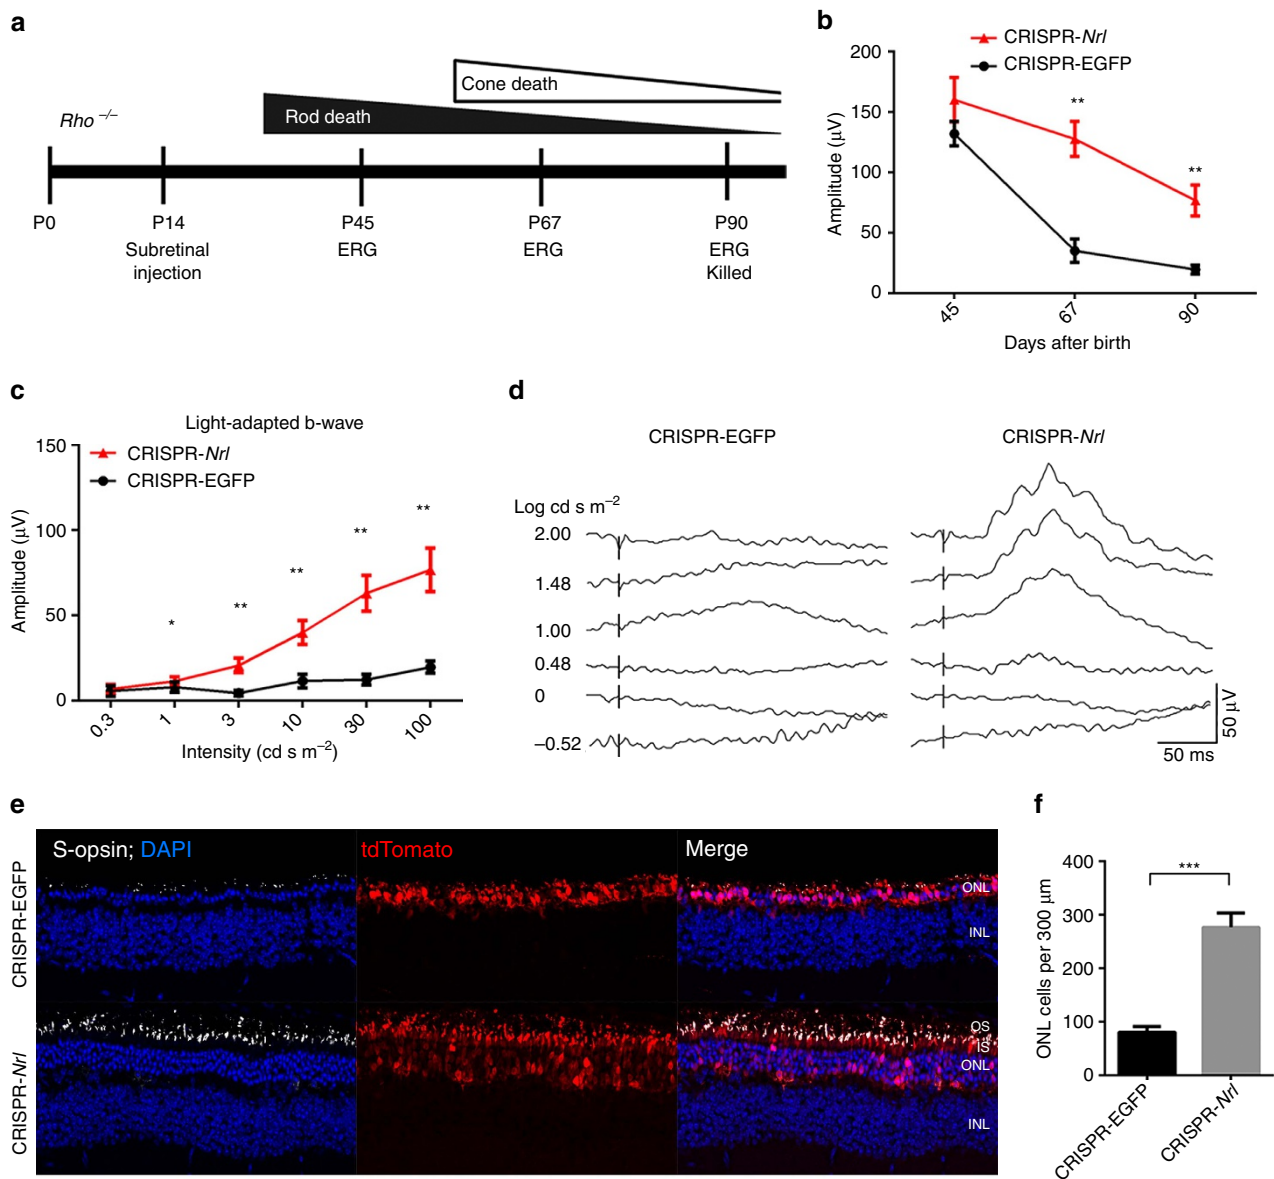 a
Rho –/–
Cone death
Rod death
P0
P14
P45
P67
P90
Subretinal
injection
ERG
ERG
ERG
Killed
b
CRISPR-Nrl
CRISPR-EGFP
Amplitude (μV)
200
150
100
50
0
**
**
45
67
90
Days after birth
c
Light-adapted b-wave
CRISPR-Nrl
CRISPR-EGFP
Amplitude (μV)
150
100
50
0
*
**
**
**
**
0.3
1
3
10
30
100
Intensity (cd s m–2)
d
CRISPR-EGFP
CRISPR-Nrl
Log cd s m–2
2.00
1.48
1.00
0.48
0
–0.52
50 μV
50 ms
e
CRISPR-EGFP
S-opsin; DAPI
tdTomato
Merge
ONL
INL
CRISPR-Nrl
OS
IS
ONL
INL
f
ONL cells per 300 μm
400
300
200
100
0
***
CRISPR-EGFP
CRISPR-Nrl